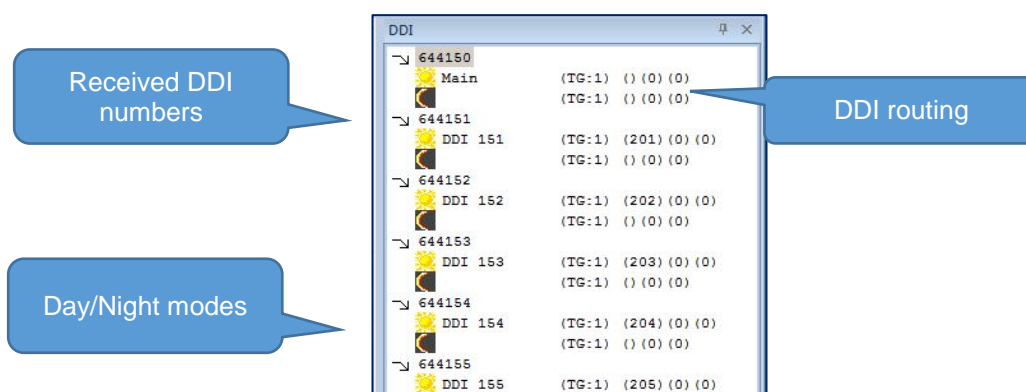 DDI
644150
Main (TG:1) ()(0)(0)
(TG:1) ()(0)(0)
644151
DDI 151 (TG:1) (201)(0)(0)
(TG:1) ()(0)(0)
644152
DDI 152 (TG:1) (202)(0)(0)
(TG:1) ()(0)(0)
644153
DDI 153 (TG:1) (203)(0)(0)
(TG:1) ()(0)(0)
644154
DDI 154 (TG:1) (204)(0)(0)
(TG:1) ()(0)(0)
644155
DDI 155 (TG:1) (205)(0)(0)
Received DDI
numbers
Day/Night modes
DDI routing